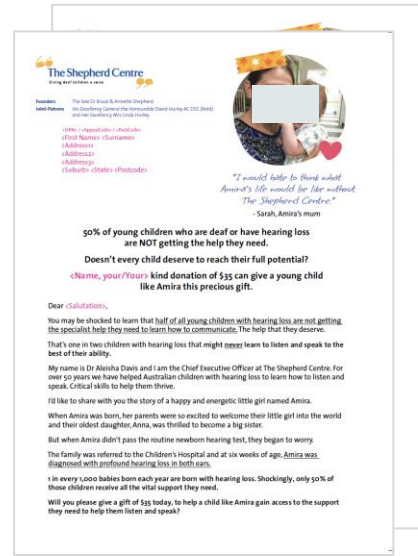 The Shepherd Centre
Giving deaf children a voice
Founders The late Dr Bruce & Annette Shepherd
Joint Patrons His Excellency General the Honourable David Hurley AC DSC (Retd)
and Her Excellency Mrs Linda Hurley
<URN> / <AppealCode> / <PackCode>
<First Name> <Surname>
<Address1>
<Address2>
<Address3>
<Suburb> <State> <Postcode>
"I would hate to think what
Amira's life would be like without
The Shepherd Centre."
- Sarah, Amira's mum
50% of young children who are deaf or have hearing loss
are NOT getting the help they need.
Doesn't every child deserve to reach their full potential?
<Name, your/Your> kind donation of $35 can give a young child
like Amira this precious gift.
Dear <Salutation>,
You may be shocked to learn that half of all young children with hearing loss are not getting
the specialist help they need to learn how to communicate. The help that they deserve.
That's one in two children with hearing loss that might never learn to listen and speak to the
best of their ability.
My name is Dr Aleisha Davis and I am the Chief Executive Officer at The Shepherd Centre. For
over 50 years we have helped Australian children with hearing loss to learn how to listen and
speak. Critical skills to help them thrive.
I'd like to share with you the story of a happy and energetic little girl named Amira.
When Amira was born, her parents were so excited to welcome their little girl into the world
and their oldest daughter, Anna, was thrilled to become a big sister.
But when Amira didn't pass the routine newborn hearing test, they began to worry.
The family was referred to the Children's Hospital and at six weeks of age, Amira was
diagnosed with profound hearing loss in both ears.
1 in every 1,000 babies born each year are born with hearing loss. Shockingly, only 50% of
those children receive all the vital support they need.
Will you please give a gift of $35 today, to help a child like Amira gain access to the support
they need to help them listen and speak?